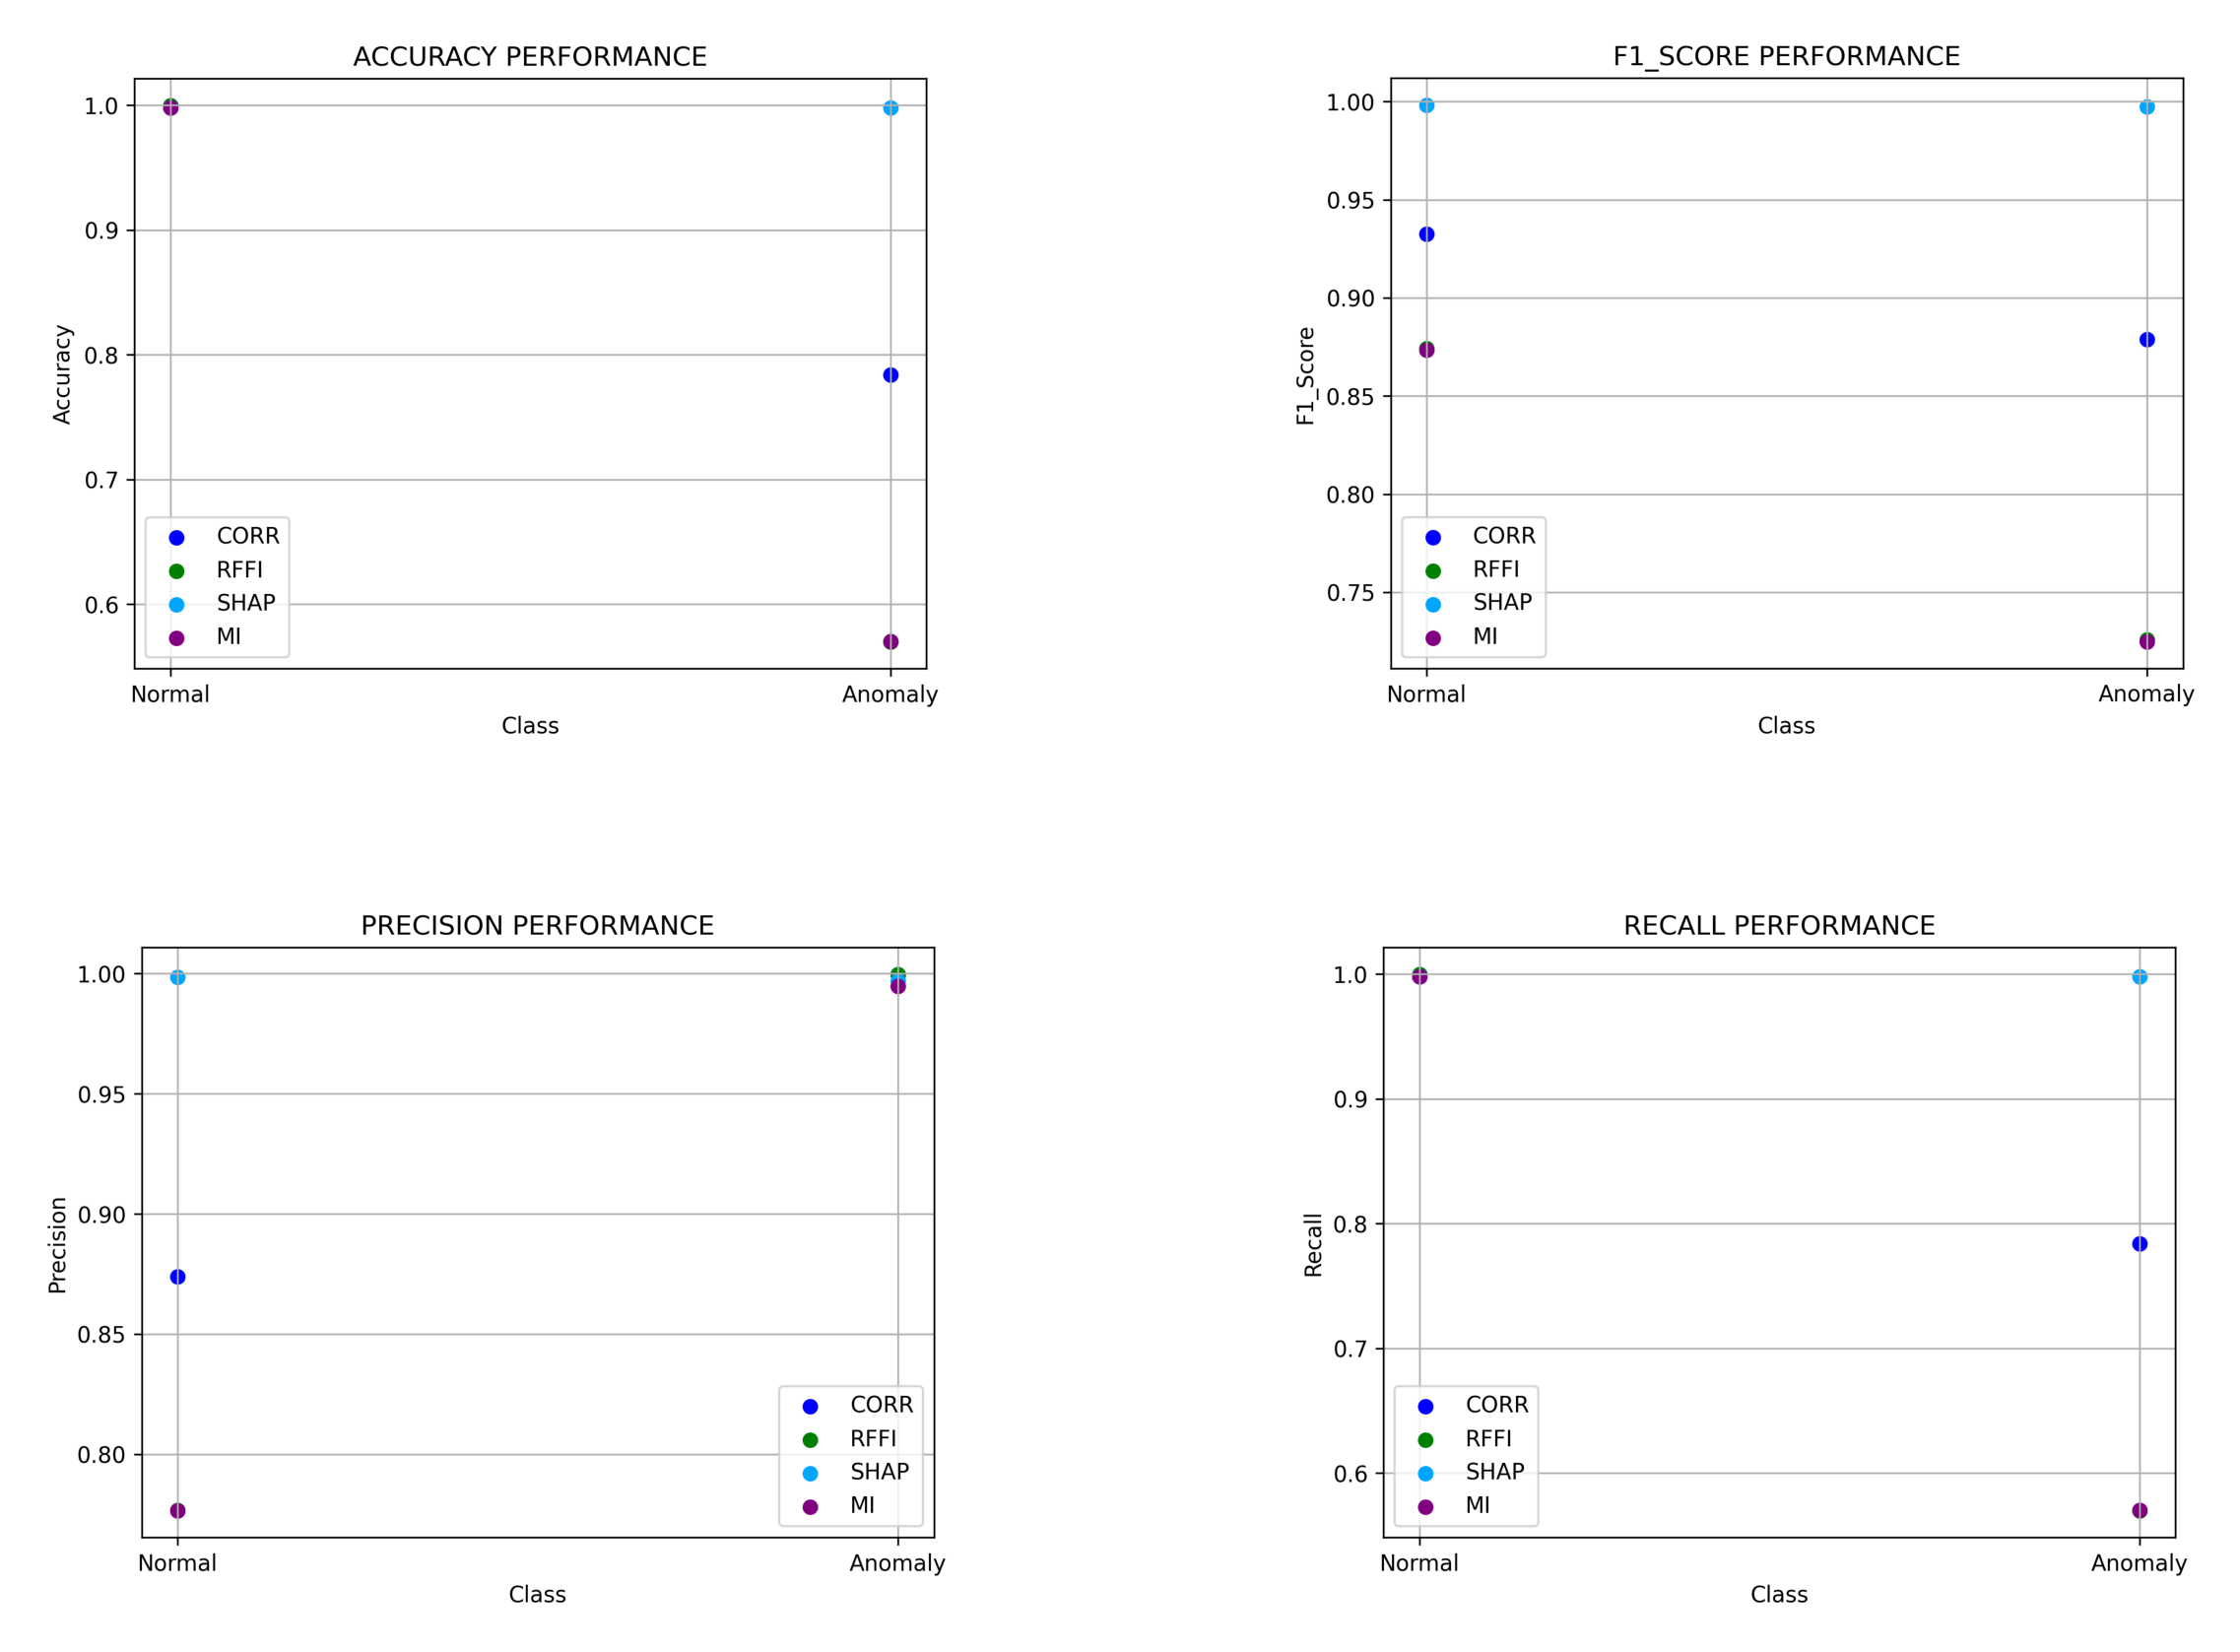 ACCURACY PERFORMANCE
1.0
0.9
0.8
0.7
0.6
Accuracy
CORR
RFFI
SHAP
MI
Normal
Anomaly
Class
F1_SCORE PERFORMANCE
1.00
0.95
0.90
0.85
0.80
0.75
F1_Score
CORR
RFFI
SHAP
MI
Normal
Anomaly
Class
PRECISION PERFORMANCE
1.00
0.95
0.90
0.85
0.80
Precision
CORR
RFFI
SHAP
MI
Normal
Anomaly
Class
RECALL PERFORMANCE
1.0
0.9
0.8
0.7
0.6
Recall
CORR
RFFI
SHAP
MI
Normal
Anomaly
Class